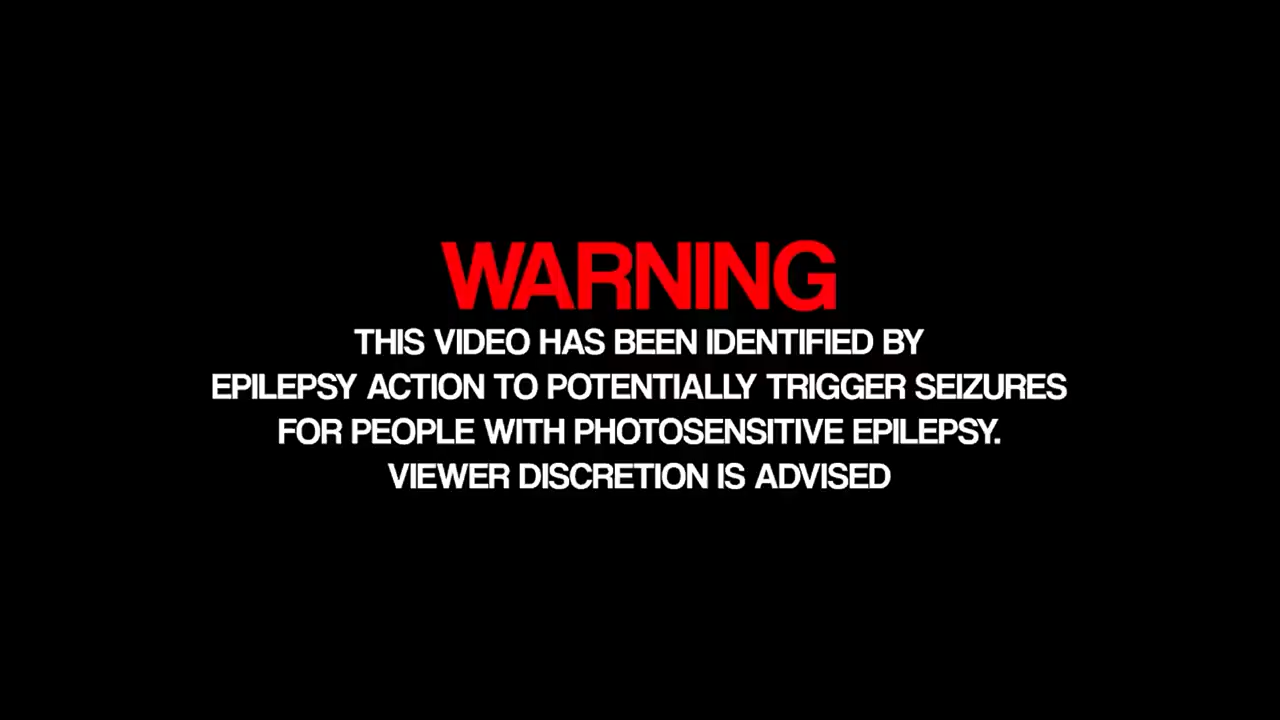 WARNING
THIS VIDEO HAS BEEN IDENTIFIED BY
EPILEPSY ACTION TO POTENTIALLY TRIGGER SEIZURES
FOR PEOPLE WITH PHOTOSENSITIVE EPILEPSY.
VIEWER DISCRETION IS ADVISED